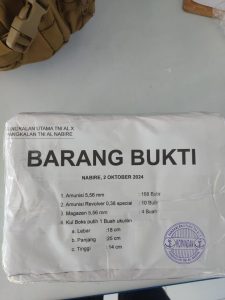 PANGKALAN UTAMA TNI AL X
PANGKALAN TNI AL NABIRE
BARANG BUKTI
NABIRE, 2 OKTOBER 2024
1. Amunisi 5,56 mm : 158 Butir
2. Amunisi Revolver 0,38 special : 10 Butir
3. Magazen 5,56 mm : 4 Buah
4. Kul Boks putih 1 Buah ukuran
a. Lebar : 18 cm
b. Panjang : 25 cm
c. Tinggi : 14 cm